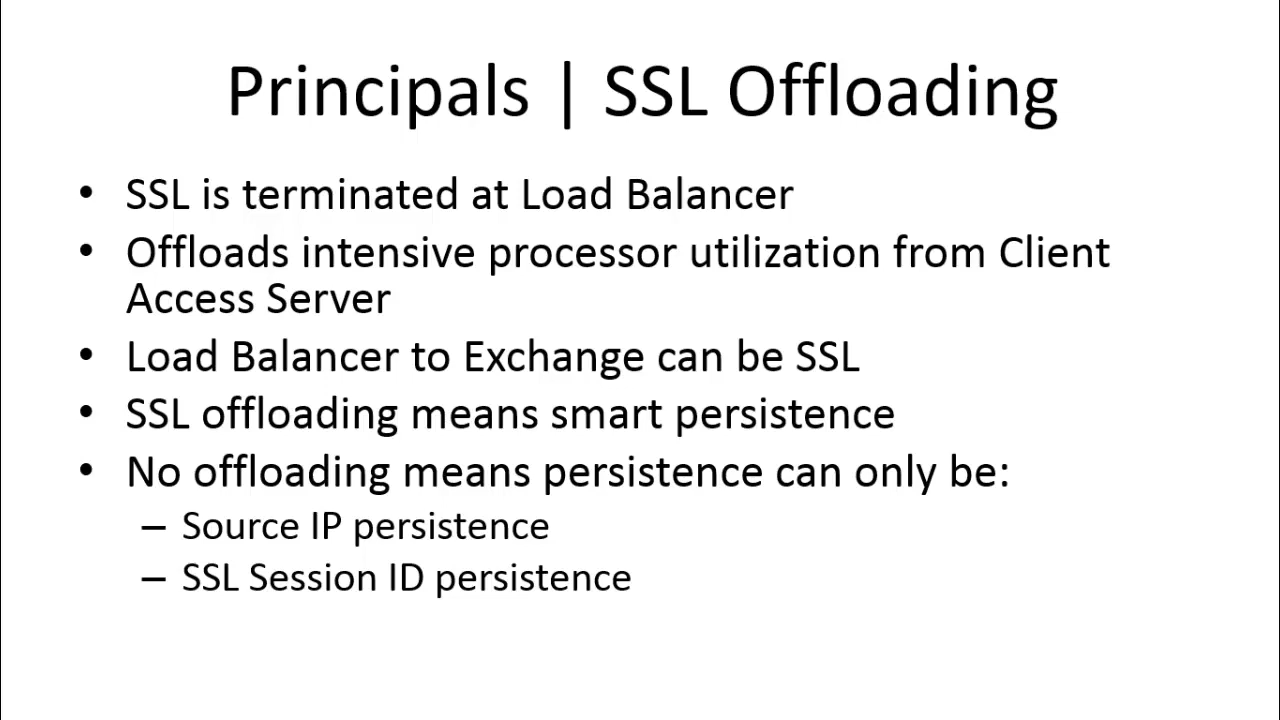 Principals | SSL Offloading
• SSL is terminated at Load Balancer
• Offloads intensive processor utilization from Client
Access Server
• Load Balancer to Exchange can be SSL
• SSL offloading means smart persistence
• No offloading means persistence can only be:
– Source IP persistence
– SSL Session ID persistence